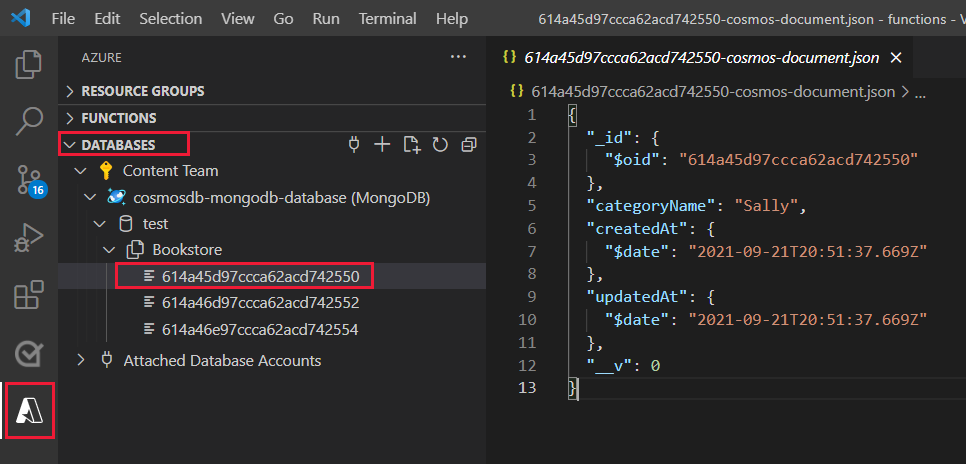 File Edit Selection View Go Run Terminal Help 614a45d97ccca62acd742550-cosmos-document.json - functions - V
AZURE ...
RESOURCE GROUPS
FUNCTIONS
DATABASES
Content Team
cosmosdb-mongodb-database (MongoDB)
test
Bookstore
614a45d97ccca62acd742550
614a46d97ccca62acd742552
614a46e97ccca62acd742554
Attached Database Accounts
16
{} 614a45d97ccca62acd742550-cosmos-document.json
{} 614a45d97ccca62acd742550-cosmos-document.json > ...
1 {
2 "_id": {
3 "$oid": "614a45d97ccca62acd742550"
4 },
5 "categoryName": "Sally",
6 "createdAt": {
7 "$date": "2021-09-21T20:51:37.669Z"
8 },
9 "updatedAt": {
10 "$date": "2021-09-21T20:51:37.669Z"
11 },
12 "__v": 0
13 }